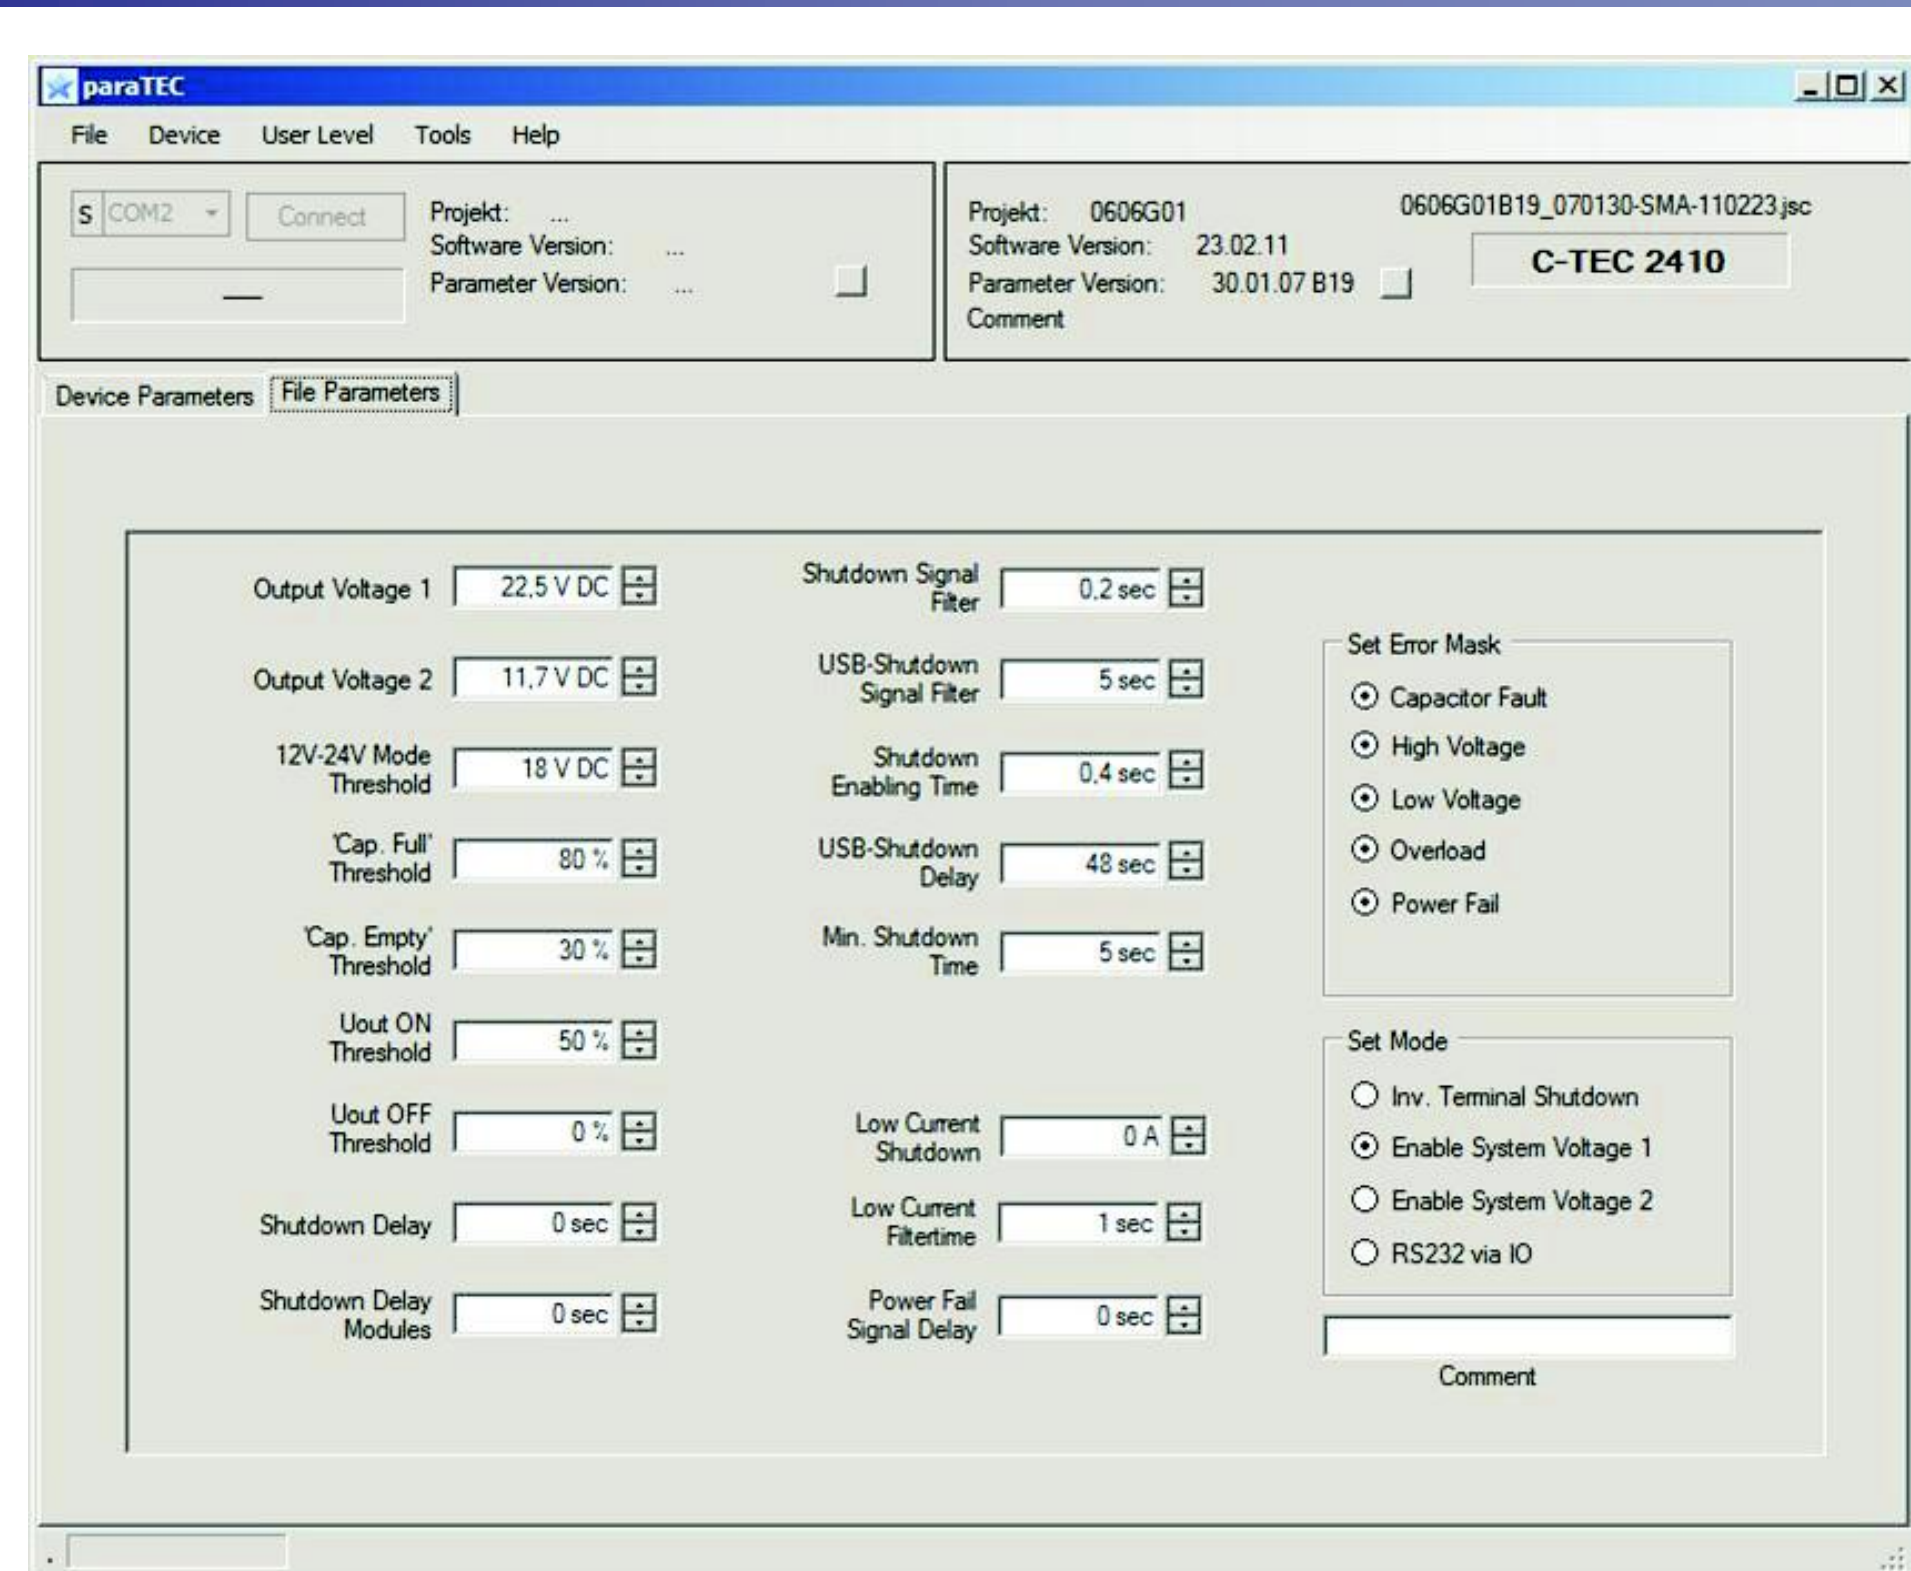 paraTEC
File Device User Level Tools Help
S COM2 Connect
Projekt: ...
Software Version: ...
Parameter Version: ...
—
Projekt: 0606G01
Software Version: 23.02.11
Parameter Version: 30.01.07 B19
Comment
0606G01B19_070130-SMA-110223.jsc
C-TEC 2410
Device Parameters File Parameters
Output Voltage 1 22,5 V DC
Output Voltage 2 11,7 V DC
12V-24V Mode
Threshold 18 V DC
'Cap. Full'
Threshold 80 %
'Cap. Empty'
Threshold 30 %
Uout ON
Threshold 50 %
Uout OFF
Threshold 0 %
Shutdown Delay 0 sec
Shutdown Delay
Modules 0 sec
Shutdown Signal
Filter 0,2 sec
USB-Shutdown
Signal Filter 5 sec
Shutdown
Enabling Time 0,4 sec
USB-Shutdown
Delay 48 sec
Min. Shutdown
Time 5 sec
Low Current
Shutdown 0 A
Low Current
Filtertime 1 sec
Power Fail
Signal Delay 0 sec
Set Error Mask
Capacitor Fault
High Voltage
Low Voltage
Overload
Power Fail
Set Mode
Inv. Terminal Shutdown
Enable System Voltage 1
Enable System Voltage 2
RS232 via IO
Comment
.